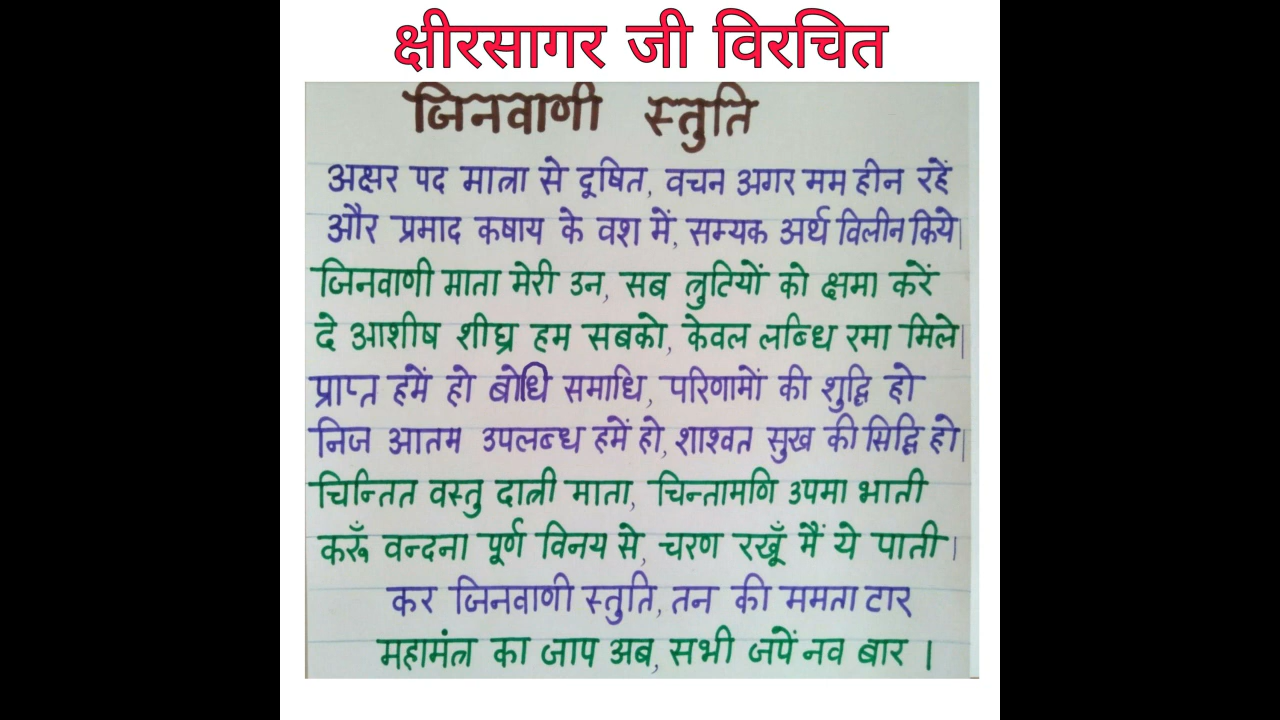 क्षीरसागर जी विरचित
जिनवाणी स्तुति
अक्षर पद मात्रा से दूषित, वचन अगर मम हीन रहें
और प्रमाद कषाय के वश में, सम्यक अर्थ विलीन किये।
जिनवाणी माता मेरी उन, सब त्रुटियों को क्षमा करें
दे आशीष शीघ्र हम सबको, केवल लब्धि रमा मिले।
प्राप्त हमें हो बोधि समाधि, परिणामों की शुद्धि हो
निज आतम उपलब्ध हमें हो, शाश्वत सुख की सिद्धि हो।
चिन्तित वस्तु दात्री माता, चिन्तामणि उपमा भाती
करूँ वन्दना पूर्ण विनय से, चरण रखूँ मैं ये पाती।
कर जिनवाणी स्तुति, तन की ममता टार
महामंत्र का जाप अब, सभी जपें नव बार।